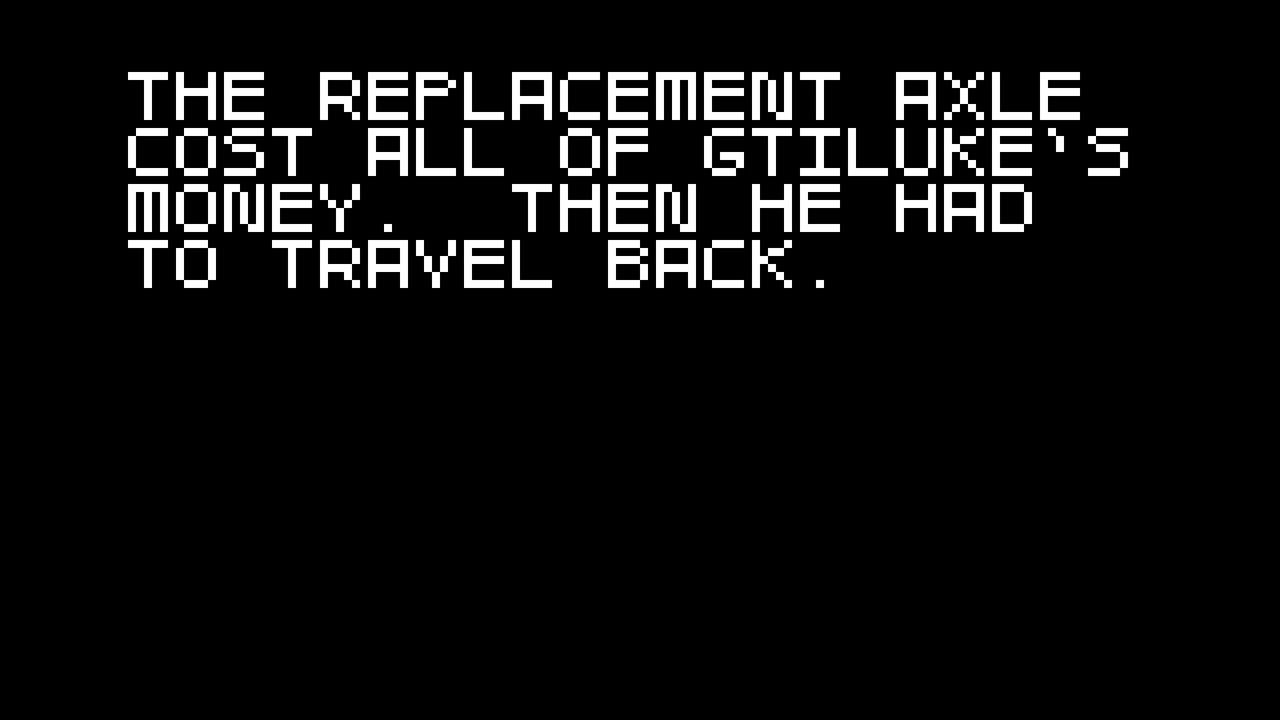 THE REPLACEMENT AXLE
COST ALL OF GTILUKE'S
MONEY.  THEN HE HAD
TO TRAVEL BACK.